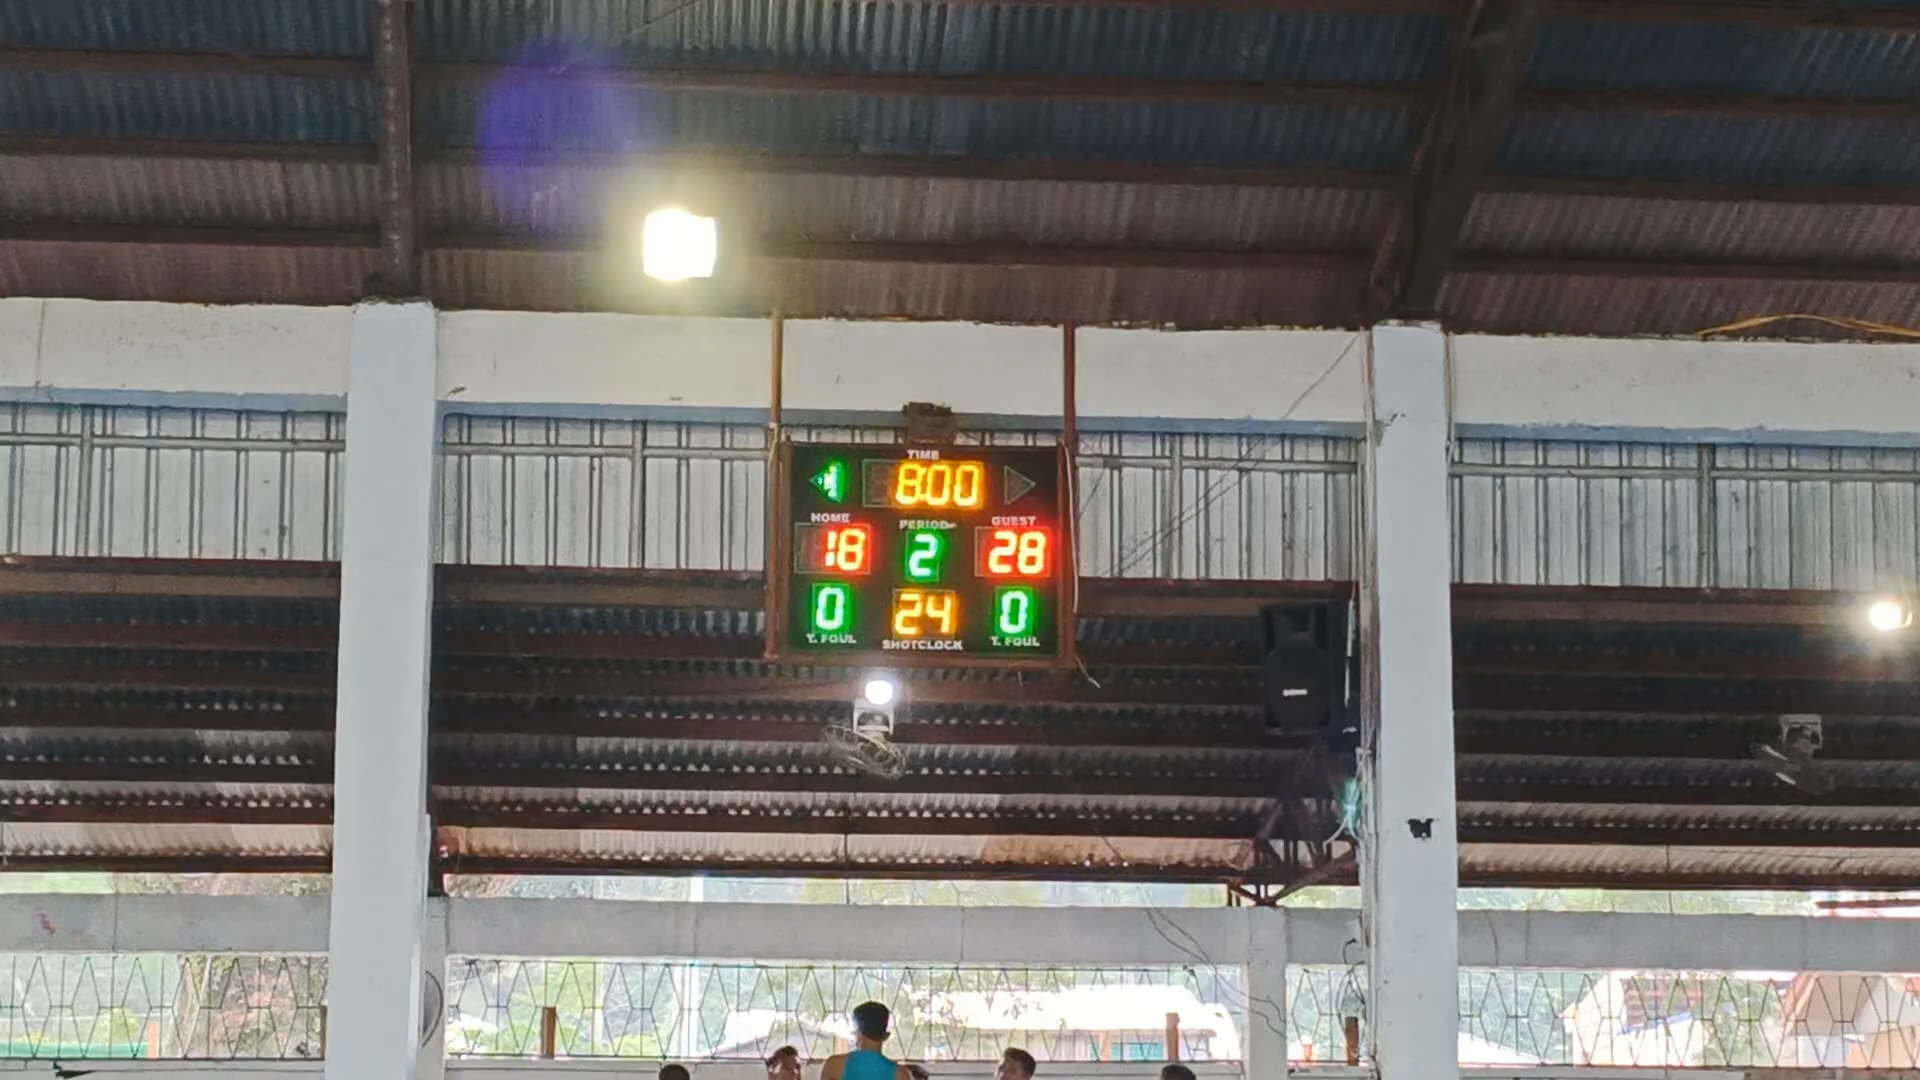 TIME
8:00
HOME PERIOD GUEST
18 2 28
0 24 0
T. FOUL SHOTCLOCK T. FOUL